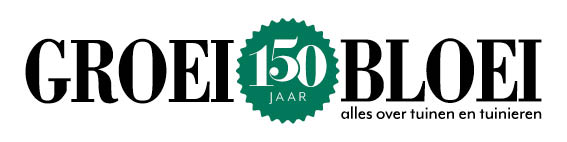 GROEI 150 BLOEI
JAAR
alles over tuinen en tuinieren